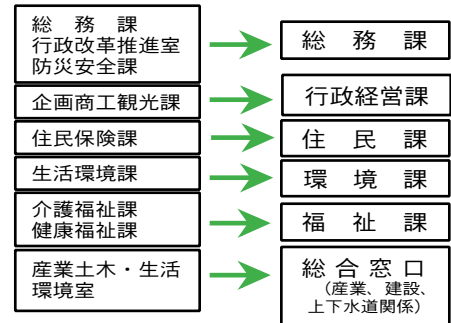 総務課
行政改革推進室
防災安全課
総務課
企画商工観光課
行政経営課
住民保険課
住民課
生活環境課
環境課
介護福祉課
健康福祉課
福祉課
産業土木・生活
環境室
総合窓口
(産業、建設、
上下水道関係)